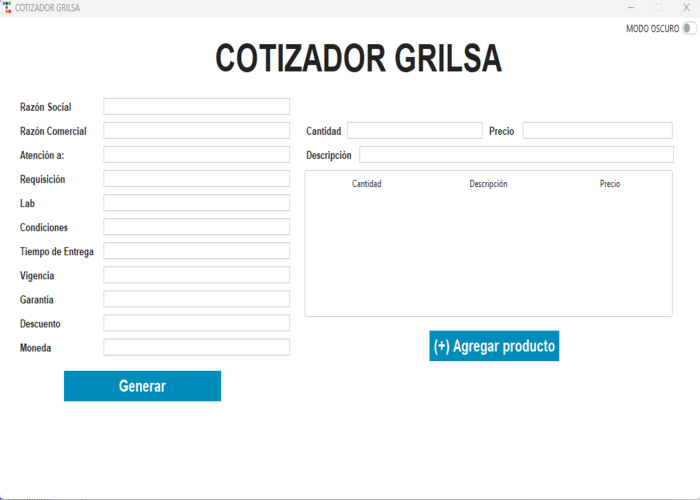 COTIZADOR GRILSA
MODO OSCURO
COTIZADOR GRILSA
Razón Social
Razón Comercial
Atención a:
Requisición
Lab
Condiciones
Tiempo de Entrega
Vigencia
Garantía
Descuento
Moneda
Generar
Cantidad Precio
Descripción
Cantidad Descripción Precio
(+) Agregar producto